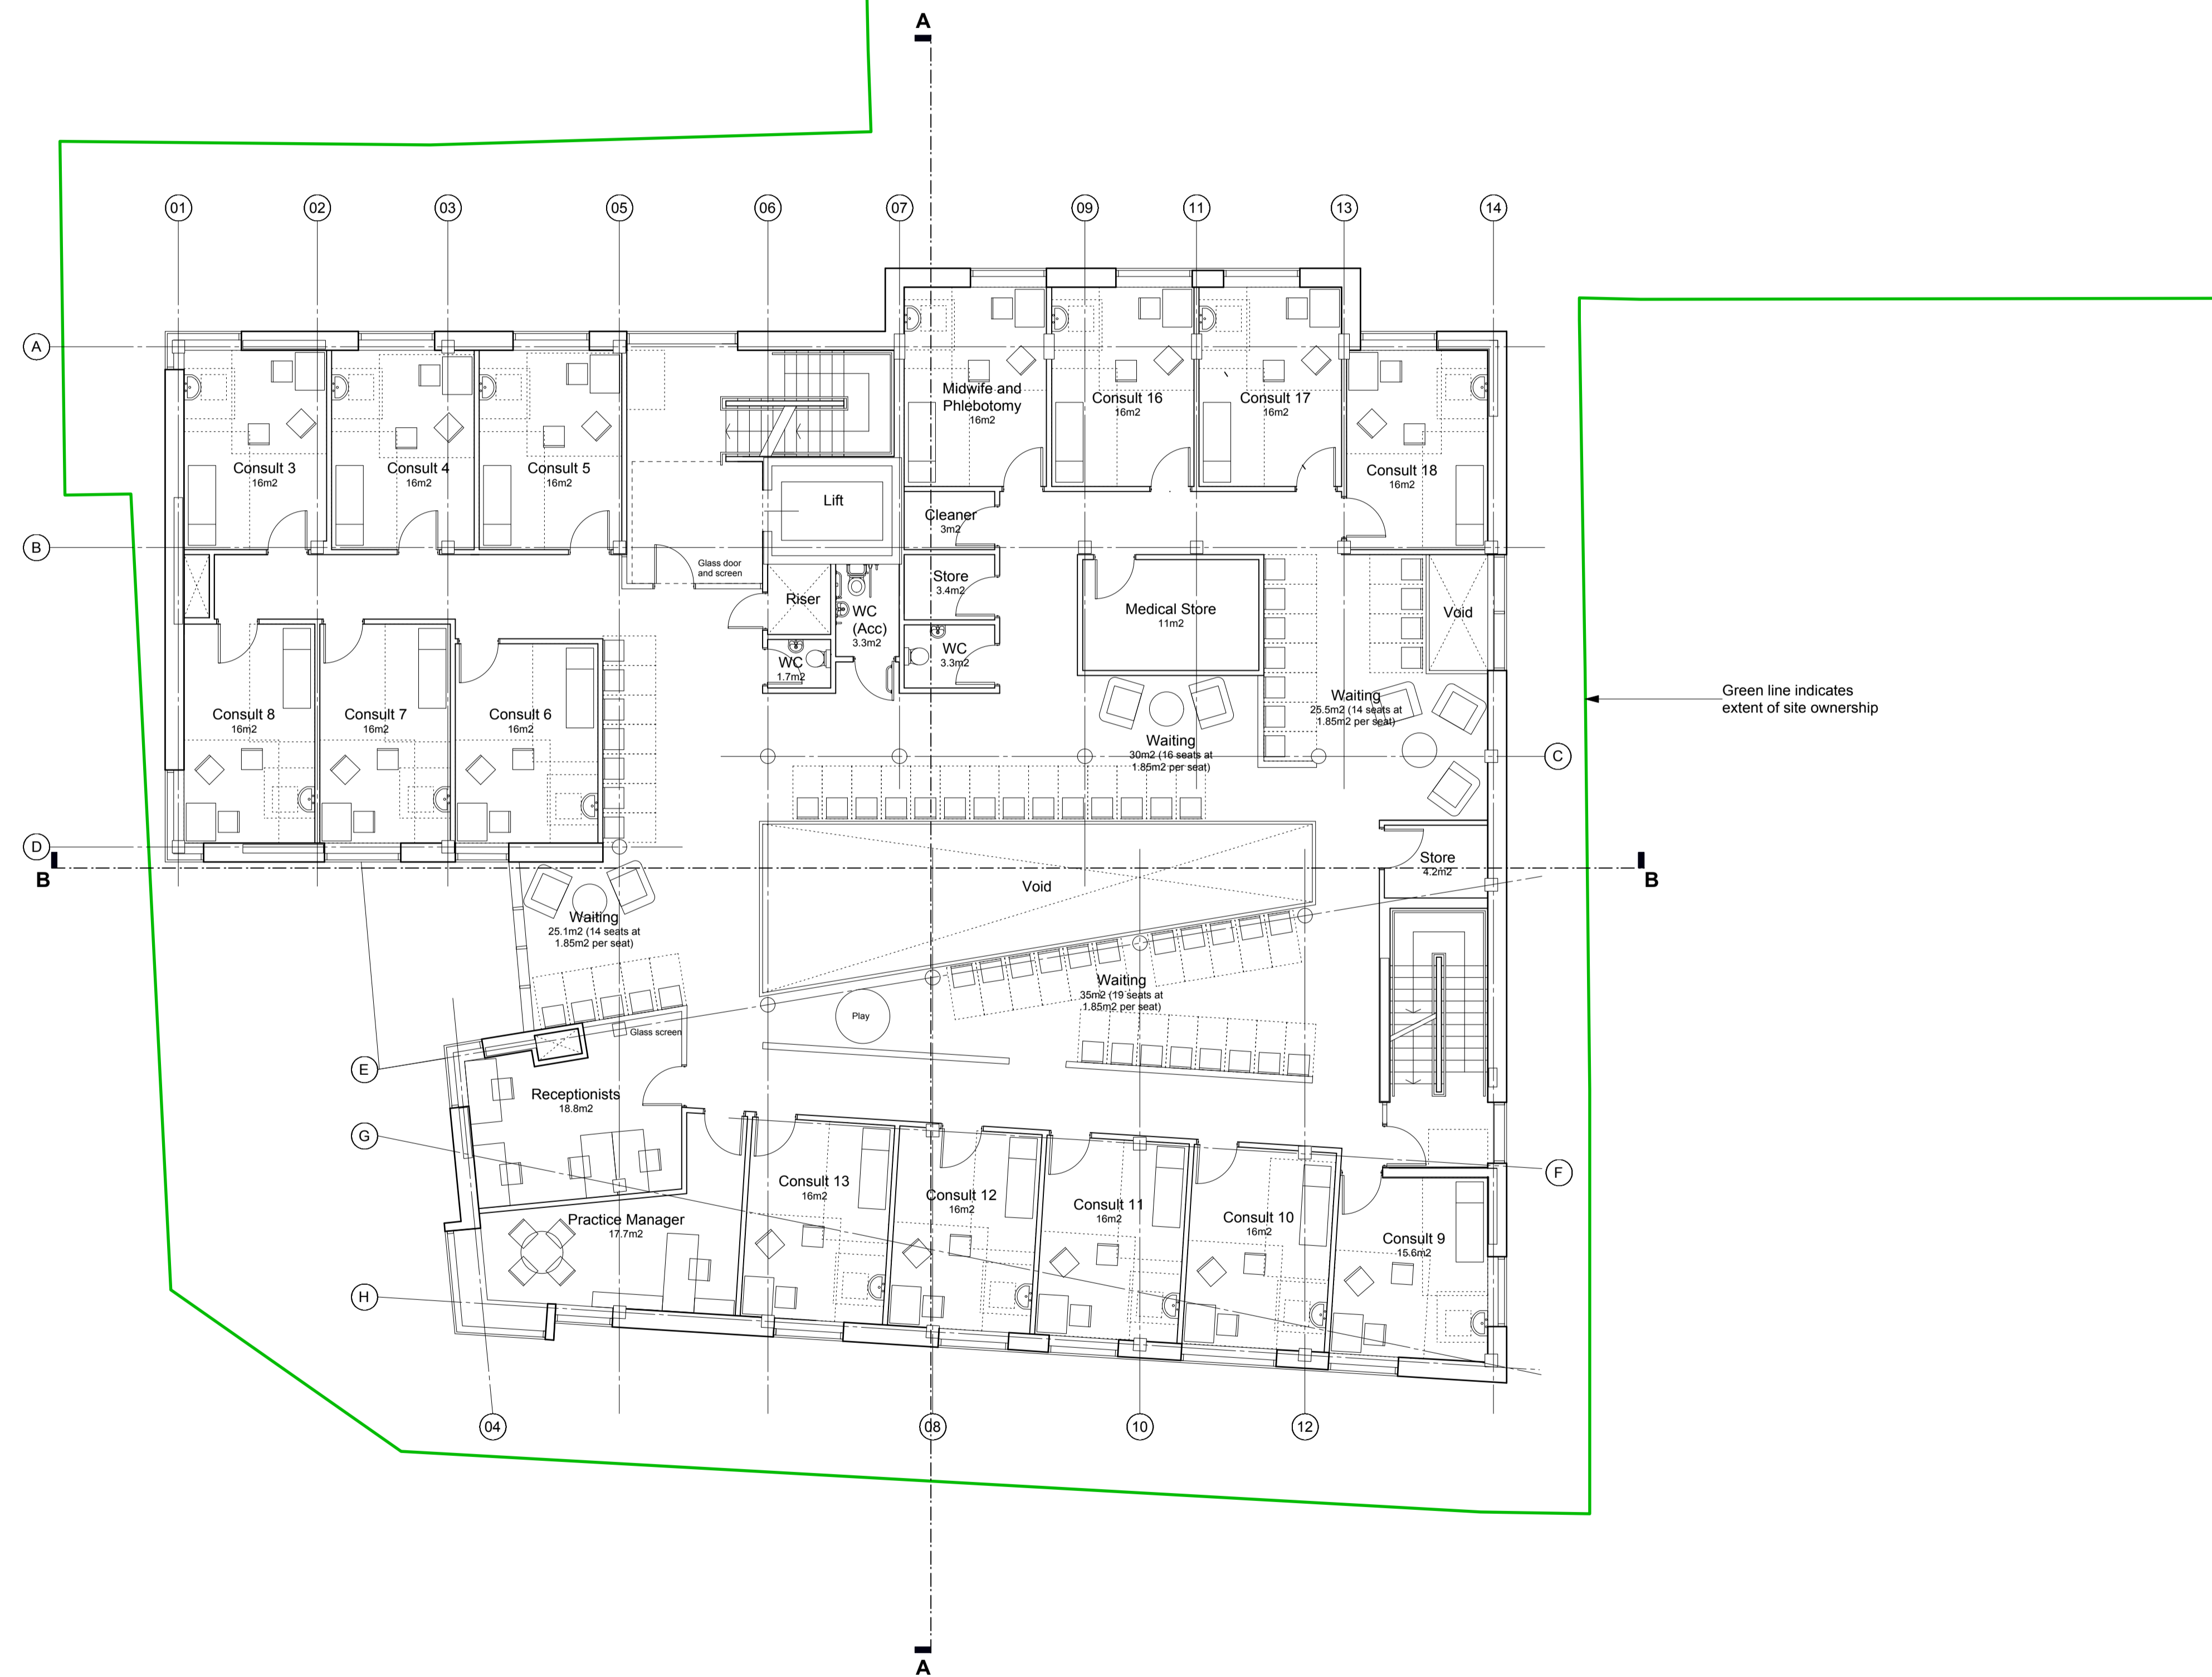 A
01
02
03
05
06
07
09
11
13
14
A
Midwife and
Phlebotomy
16m2
Consult 16
16m2
Consult 17
16m2
Consult 3
16m2
Consult 4
16m2
Consult 5
16m2
Consult 18
16m2
Lift
Cleaner
3m2
B
Glass door
and screen
Store
3.4m2
Riser
WC
(Acc)
3.3m2
Medical Store
11m2
Void
WC
1.7m2
WC
3.3m2
Waiting
25.5m2 (14 seats at
1.85m2 per seat)
Green line indicates
extent of site ownership
Consult 8
16m2
Consult 7
16m2
Consult 6
16m2
Waiting
30m2 (16 seats at
1.85m2 per seat)
C
D
B
Store
4.2m2
B
Void
Waiting
25.1m2 (14 seats at
1.85m2 per seat)
Waiting
35m2 (19 seats at
1.85m2 per seat)
Play
Glass screen
E
Receptionists
18.8m2
G
F
Consult 13
16m2
Consult 12
16m2
Consult 11
16m2
Consult 10
16m2
Consult 9
15.6m2
Practice Manager
17.7m2
H
04
08
10
12
A